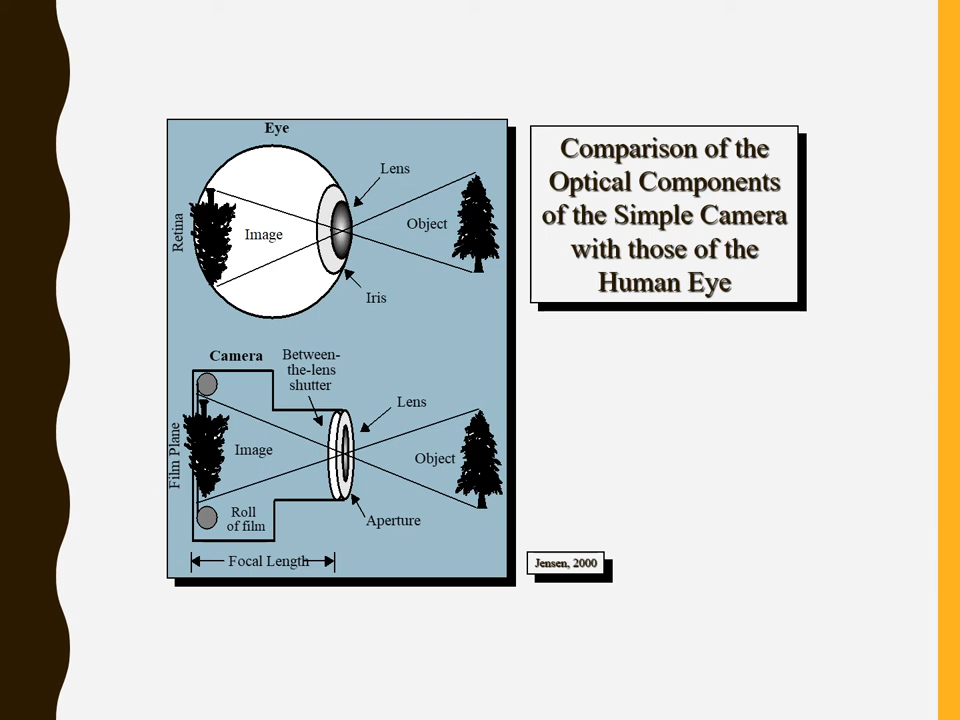 Eye
Lens
Retina
Image
Object
Iris
Camera
Between-
the-lens
shutter
Lens
Film Plane
Image
Object
Roll
of film
Aperture
Focal Length
Comparison of the
Optical Components
of the Simple Camera
with those of the
Human Eye
Jensen, 2000